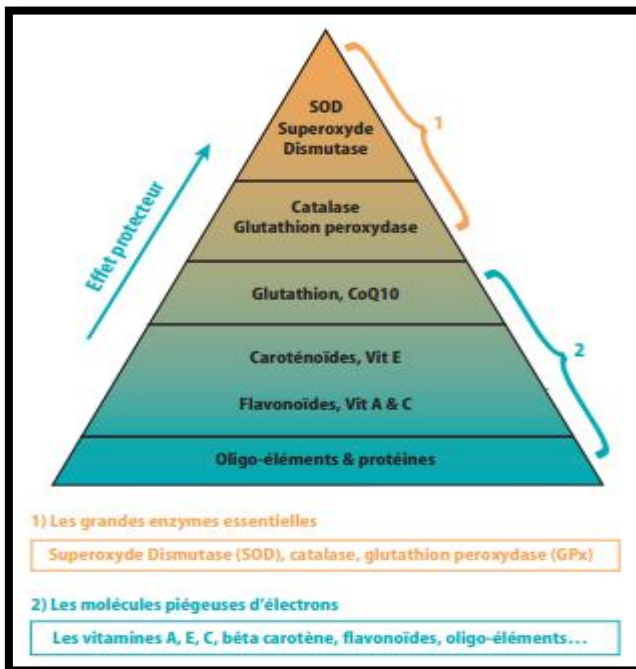 SOD
Superoxyde
Dismutase
1
Catalase
Glutathion peroxydase
Effet protecteur
Glutathion, CoQ10
2
Caroténoïdes, Vit E
Flavonoïdes, Vit A & C
Oligo-éléments & protéines
1) Les grandes enzymes essentielles
Superoxyde Dismutase (SOD), catalase, glutathion peroxydase (GPx)
2) Les molécules piégeuses d'électrons
Les vitamines A, E, C, béta carotène, flavonoïdes, oligo-éléments...